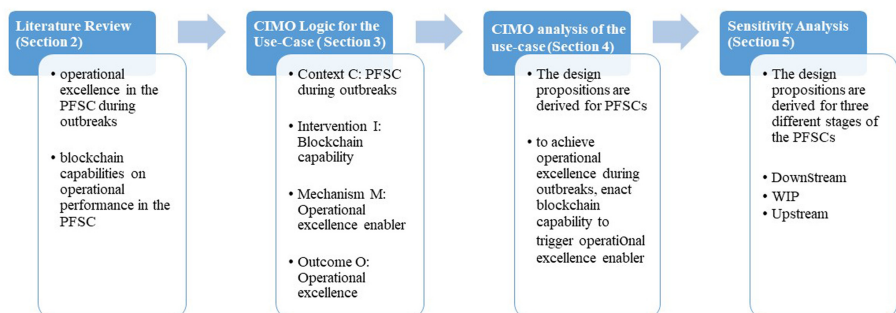 Literature Review
(Section 2)
• operational
excellence in the
PFSC during
outbreaks
• blockchain
capabilities on
operational
performance in the
PFSC
CIMO Logic for the
Use-Case ( Section 3)
• Context C: PFSC
during outbreaks
• Intervention I:
Blockchain
capability
• Mechanism M:
Operational
excellence enabler
• Outcome O:
Operational
excellence
CIMO analysis of the
use-case (Section 4)
• The design
propositions are
derived for PFSCs
• to achieve
operational
excellence during
outbreaks, enact
blockchain
capability to
trigger operational
excellence enabler
Sensitivity Analysis
(Section 5)
• The design
propositions are
derived for three
different stages of
the PFSCs
• DownStream
• WIP
• Upstream